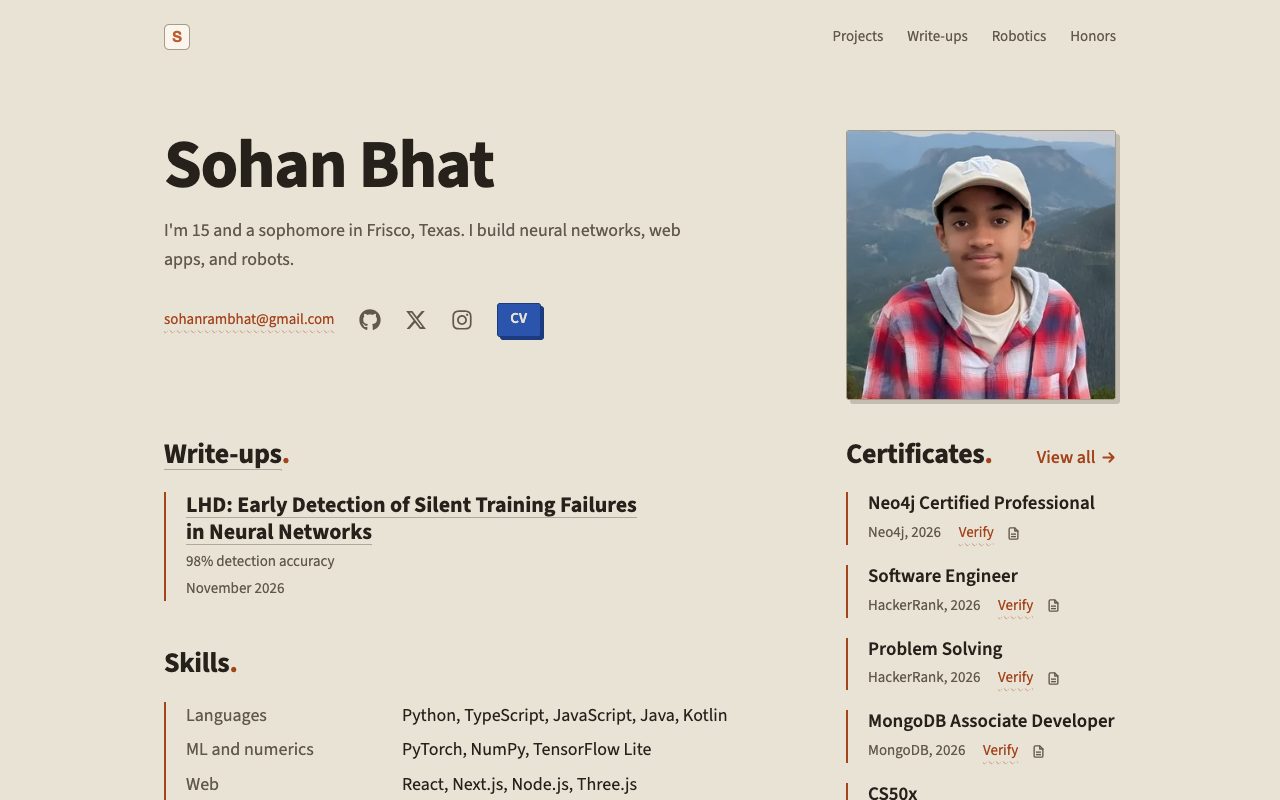 S
Projects Write-ups Robotics Honors
Sohan Bhat
I'm 15 and a sophomore in Frisco, Texas. I build neural networks, web
apps, and robots.
sohanrambhat@gmail.com CV
Write-ups.
LHD: Early Detection of Silent Training Failures
in Neural Networks
98% detection accuracy
November 2026
Skills.
Languages Python, TypeScript, JavaScript, Java, Kotlin
ML and numerics PyTorch, NumPy, TensorFlow Lite
Web React, Next.js, Node.js, Three.js
Certificates. View all →
Neo4j Certified Professional
Neo4j, 2026 Verify
Software Engineer
HackerRank, 2026 Verify
Problem Solving
HackerRank, 2026 Verify
MongoDB Associate Developer
MongoDB, 2026 Verify
CS50x